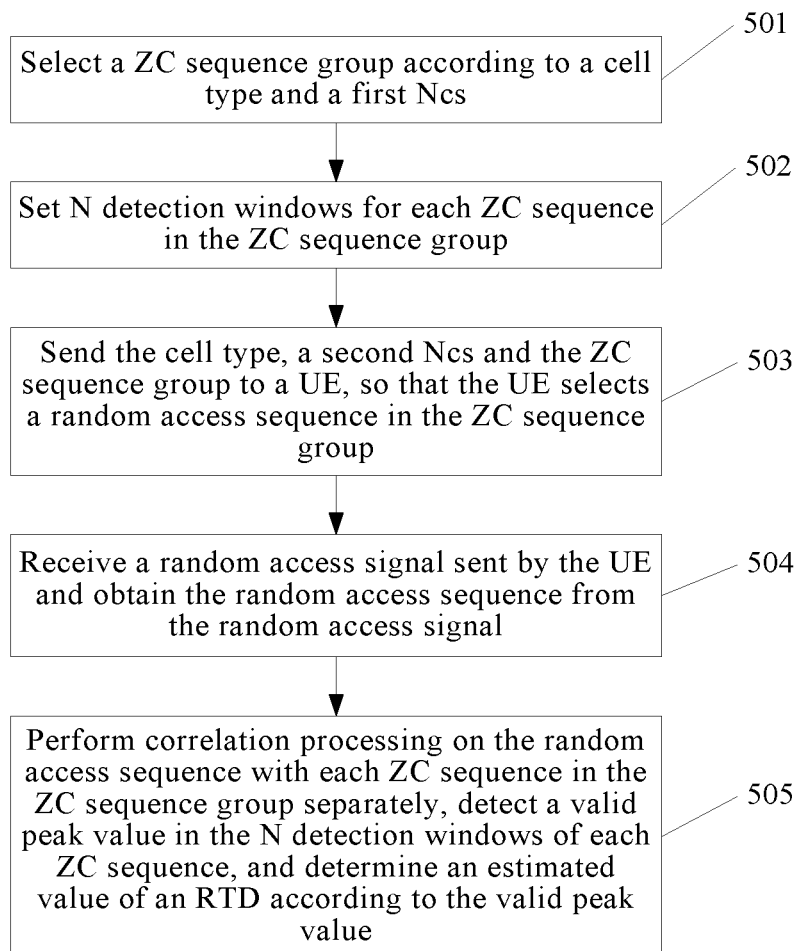 501
Select a ZC sequence group according to a cell
type and a first Ncs
502
Set N detection windows for each ZC sequence
in the ZC sequence group
503
Send the cell type, a second Ncs and the ZC
sequence group to a UE, so that the UE selects
a random access sequence in the ZC sequence
group
504
Receive a random access signal sent by the UE
and obtain the random access sequence from
the random access signal
505
Perform correlation processing on the random
access sequence with each ZC sequence in the
ZC sequence group separately, detect a valid
peak value in the N detection windows of each
ZC sequence, and determine an estimated
value of an RTD according to the valid peak
value